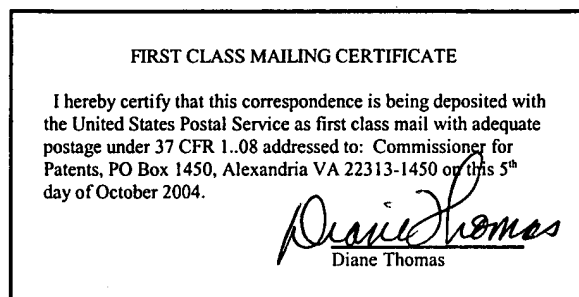 FIRST CLASS MAILING CERTIFICATE
I hereby certify that this correspondence is being deposited with
the United States Postal Service as first class mail with adequate
postage under 37 CFR 1..08 addressed to: Commissioner for
Patents, PO Box 1450, Alexandria VA 22313-1450 on this 5th
day of October 2004.
Diane Thomas
Diane Thomas